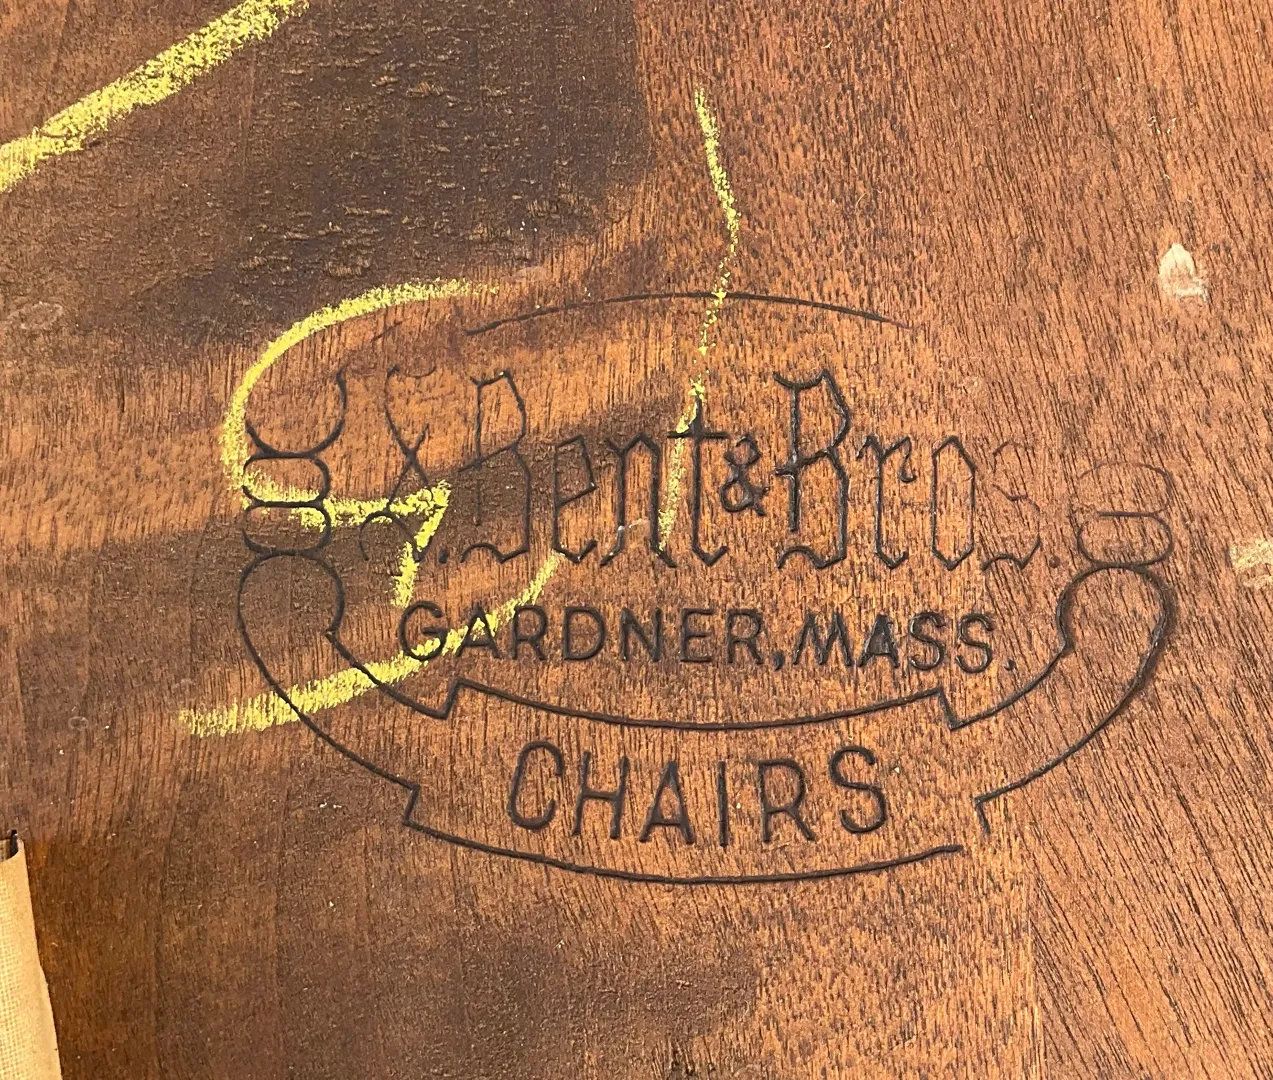 S. Bent & Bros.
GARDNER, MASS.
CHAIRS